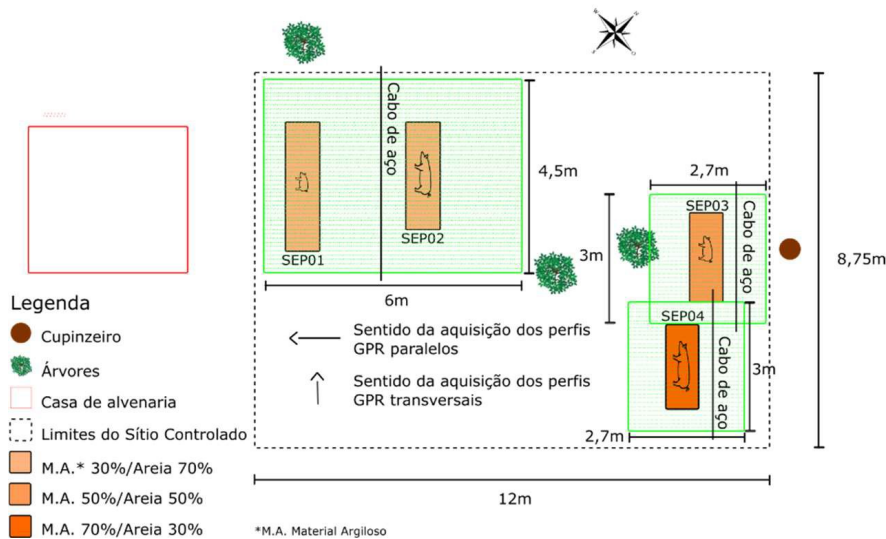 Cabo de aço
SEP01
SEP02
4,5m
6m
2,7m
SEP03
Cabo de aço
3m
8,75m
SEP04
Cabo de aço
3m
2,7m
12m
Sentido da aquisição dos perfis
GPR paralelos
Sentido da aquisição dos perfis
GPR transversais
Legenda
Cupinzeiro
Árvores
Casa de alvenaria
Limites do Sítio Controlado
M.A.* 30%/Areia 70%
M.A. 50%/Areia 50%
M.A. 70%/Areia 30%
*M.A. Material Argiloso